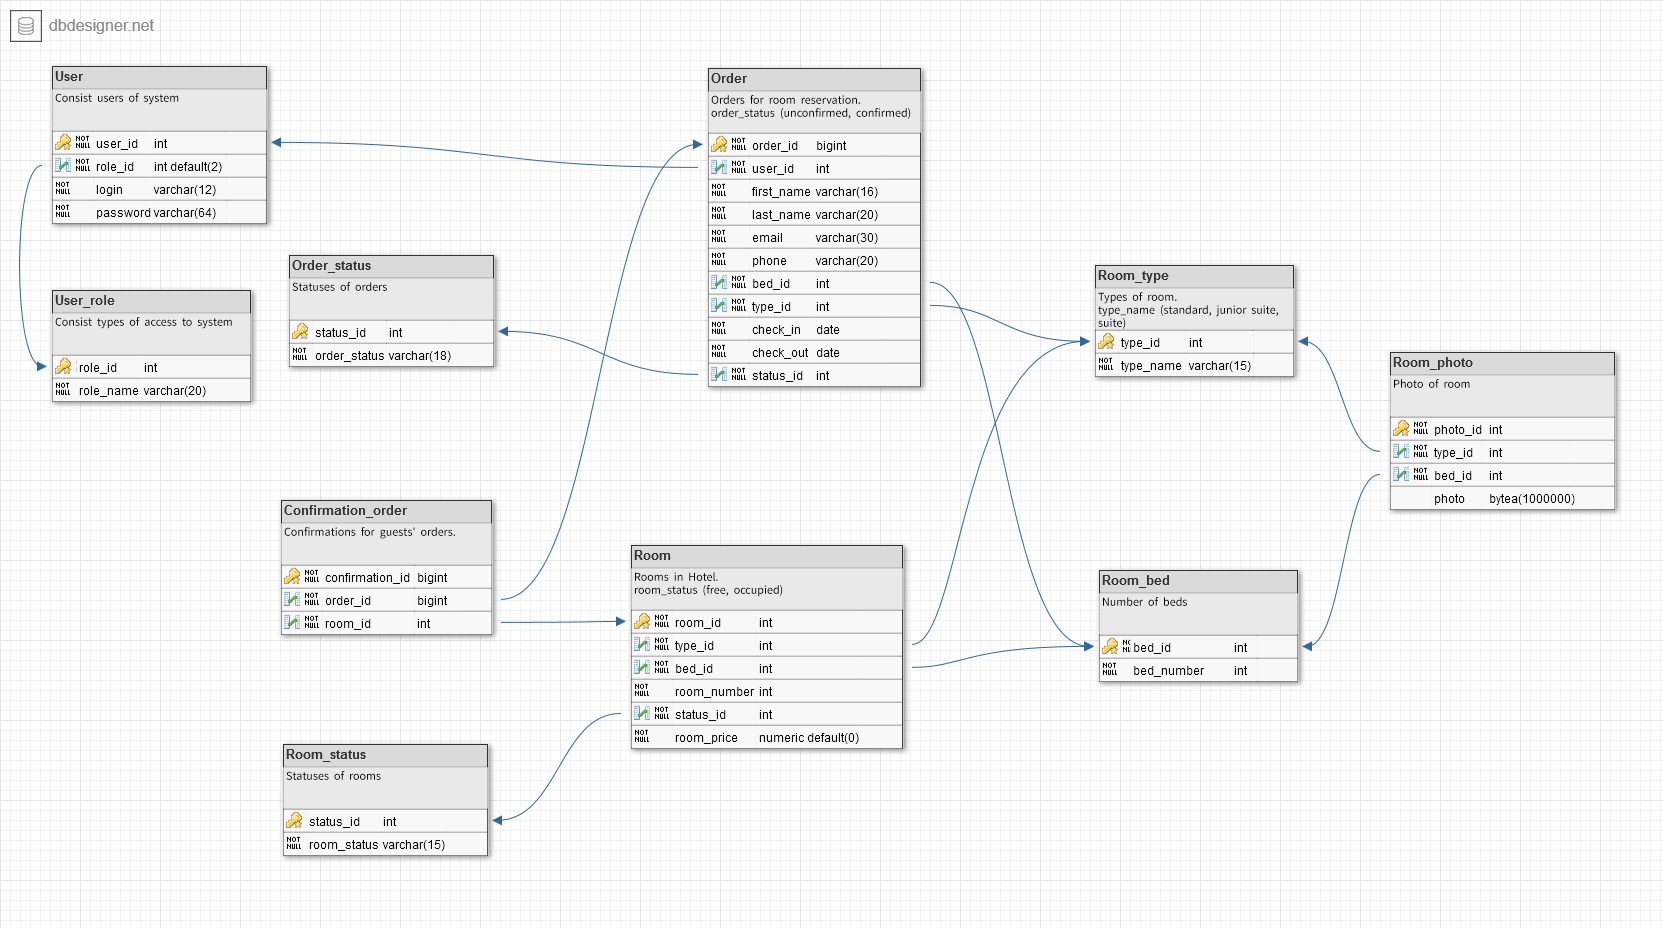 dbdesigner.net
User
Consist users of system
NOT NULL user_id int
NOT NULL role_id int default(2)
NOT NULL login varchar(12)
NOT NULL password varchar(64)
User_role
Consist types of access to system
NOT NULL role_id int
NOT NULL role_name varchar(20)
Order_status
Statuses of orders
status_id int
NOT NULL order_status varchar(18)
Order
Orders for room reservation.
order_status (unconfirmed, confirmed)
NOT NULL order_id bigint
NOT NULL user_id int
NOT NULL first_name varchar(16)
NOT NULL last_name varchar(20)
NOT NULL email varchar(30)
NOT NULL phone varchar(20)
NOT NULL bed_id int
NOT NULL type_id int
NOT NULL check_in date
NOT NULL check_out date
NOT NULL status_id int
Room_type
Types of room.
type_name (standard, junior suite,
suite)
type_id int
NOT NULL type_name varchar(15)
Room_photo
Photo of room
NOT NULL photo_id int
NOT NULL type_id int
NOT NULL bed_id int
photo bytea(1000000)
Confirmation_order
Confirmations for guests' orders.
NOT NULL confirmation_id bigint
NOT NULL order_id bigint
NOT NULL room_id int
Room
Rooms in Hotel.
room_status (free, occupied)
NOT NULL room_id int
NOT NULL type_id int
NOT NULL bed_id int
NOT NULL room_number int
NOT NULL status_id int
NOT NULL room_price numeric default(0)
Room_bed
Number of beds
bed_id int
NOT NULL bed_number int
Room_status
Statuses of rooms
status_id int
NOT NULL room_status varchar(15)